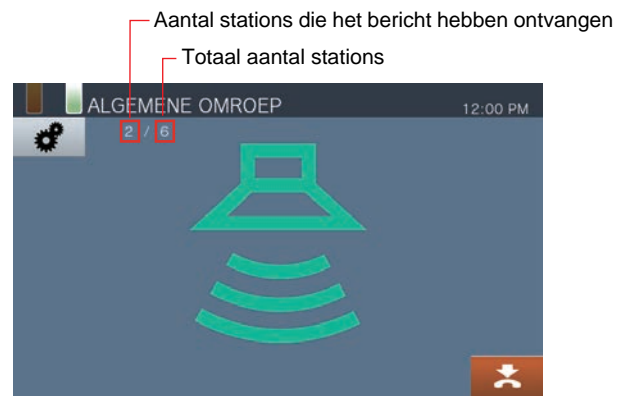 Aantal stations die het bericht hebben ontvangen
Totaal aantal stations
ALGEMENE OMROEP 12:00 PM
2 / 6